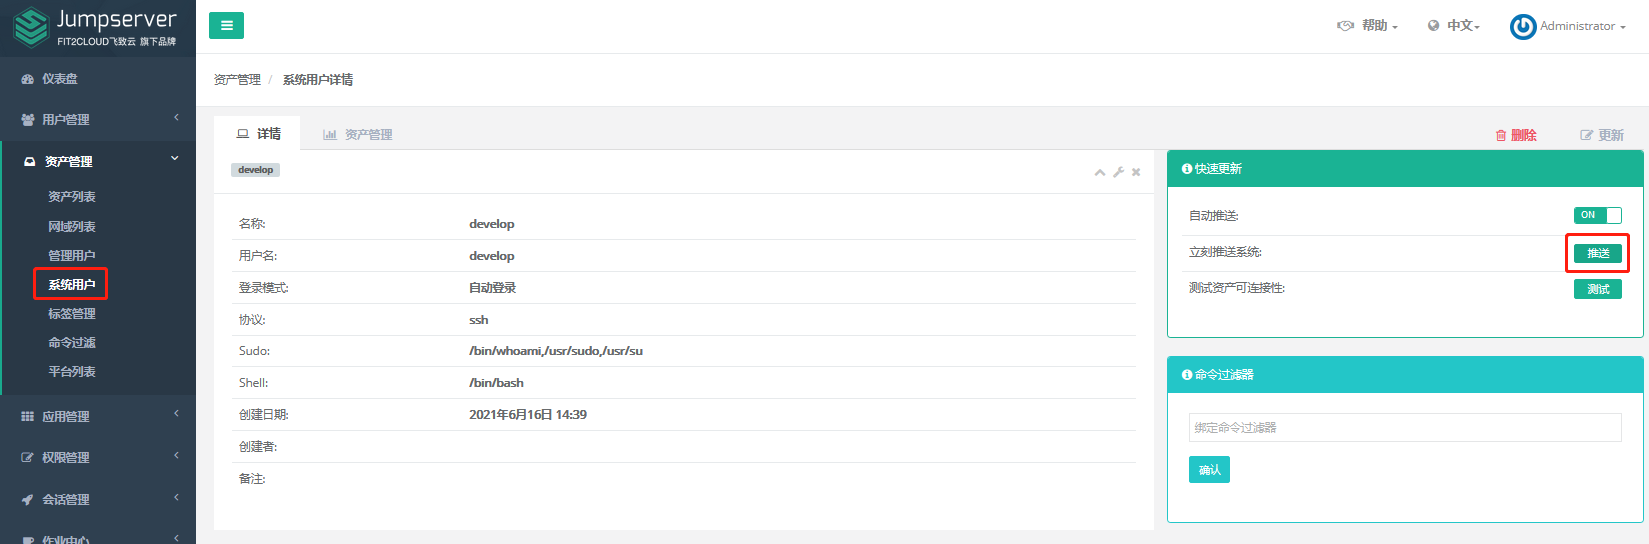 Jumpserver
FIT2CLOUD飞致云 旗下品牌
帮助
中文
Administrator
仪表盘
用户管理
资产管理
资产列表
网域列表
管理用户
系统用户
标签管理
命令过滤
平台列表
应用管理
权限管理
会话管理
作业中心
资产管理 / 系统用户详情
详情
资产管理
删除
更新
develop
名称: develop
用户名: develop
登录模式: 自动登录
协议: ssh
Sudo: /bin/whoami,/usr/sudo,/usr/su
Shell: /bin/bash
创建日期: 2021年6月16日 14:39
创建者:
备注:
快速更新
自动推送: ON
立刻推送系统: 推送
测试资产可连接性: 测试
命令过滤器
绑定命令过滤器
确认